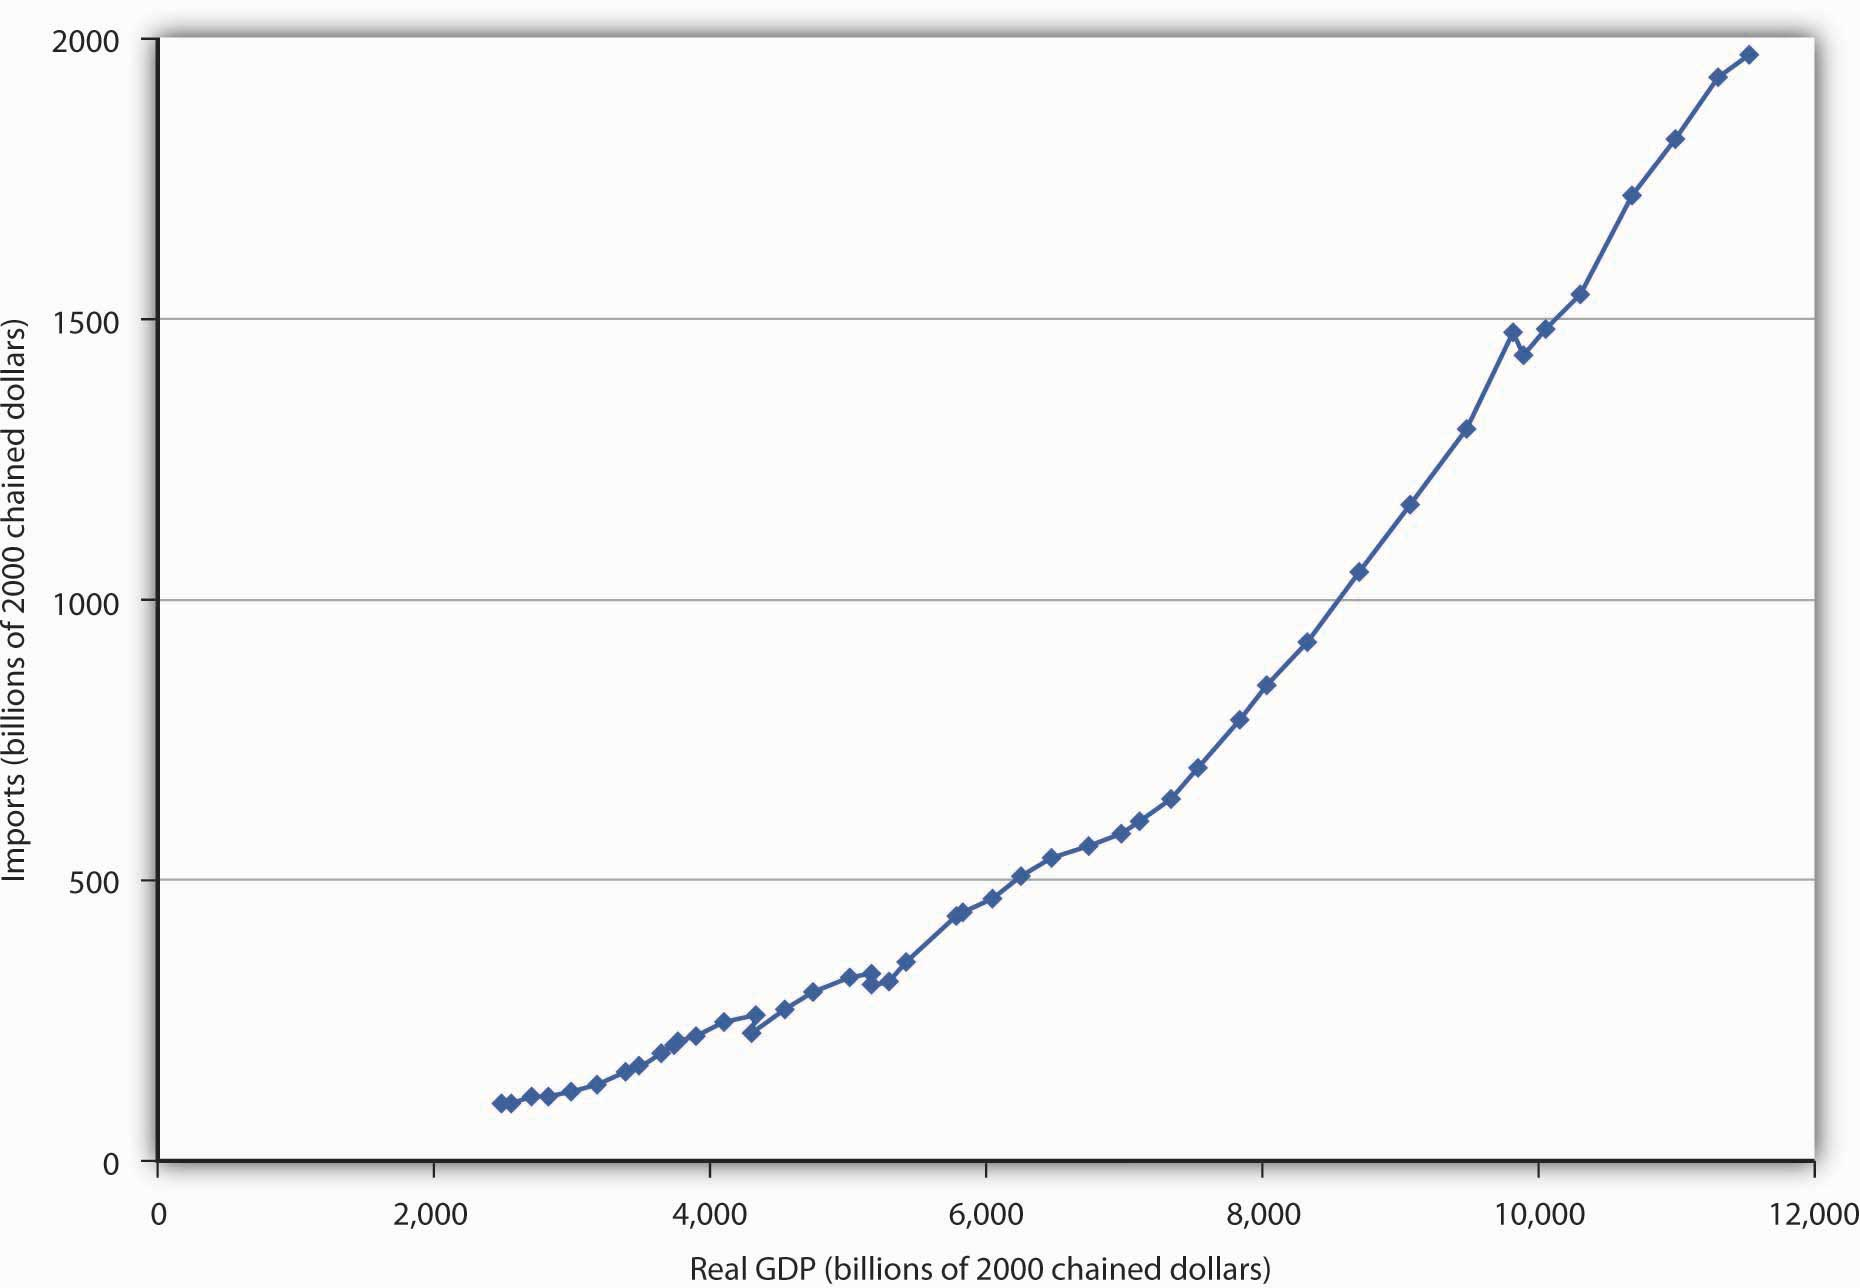 2000
1500
1000
500
0
Imports (billions of 2000 chained dollars)
0 2,000 4,000 6,000 8,000 10,000 12,000
Real GDP (billions of 2000 chained dollars)